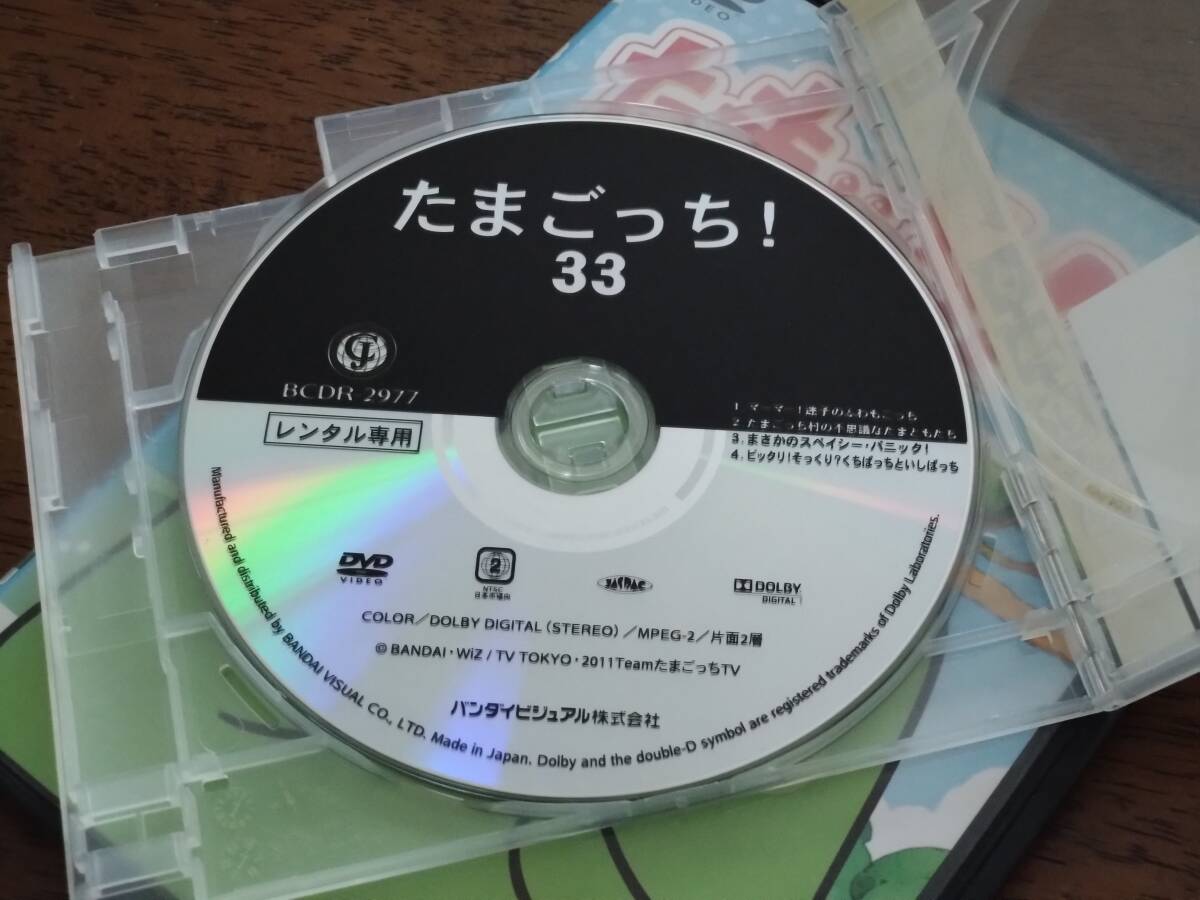 たまごっち!
33
BCDR-2977
レンタル専用
1. マーマー!迷子のふわもこっち
2. たまごっち村の不思議なたまともたち
3. まさかのスペイシー・パニック!
4. ピッタリ!そっくり?くちぱっちといしぱっち
DVD
VIDEO
2
NTSC
日本市場向
JASRAC
DOLBY
DIGITAL
COLOR/DOLBY DIGITAL(STEREO)/MPEG-2/片面2層
© BANDAI・WiZ / TV TOKYO・2011TeamたまごっちTV
バンダイビジュアル株式会社
Manufactured and distributed by BANDAI VISUAL CO., LTD. Made in Japan. Dolby and the double-D symbol are registered trademarks of Dolby Laboratories.
VIDEO